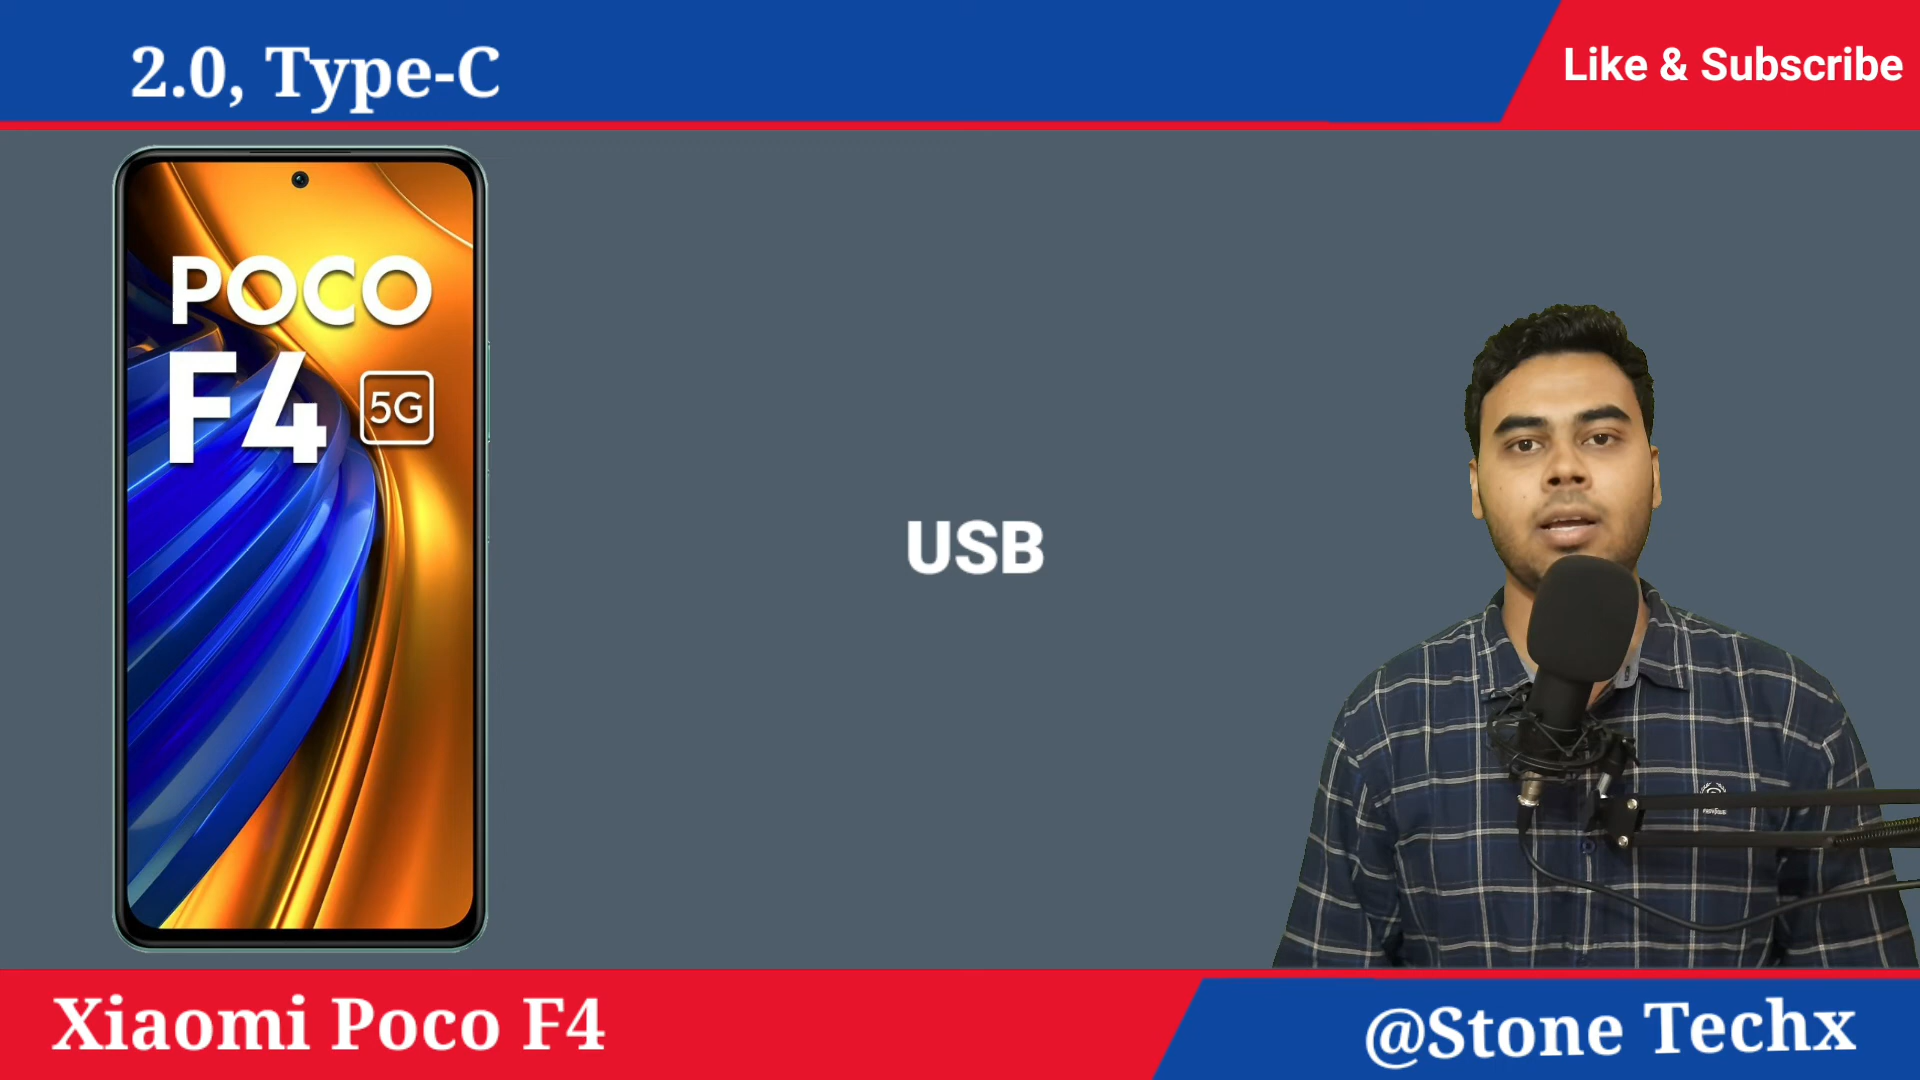 2.0, Type-C
Like & Subscribe
POCO
F4 5G
USB
Xiaomi Poco F4
@Stone Techx